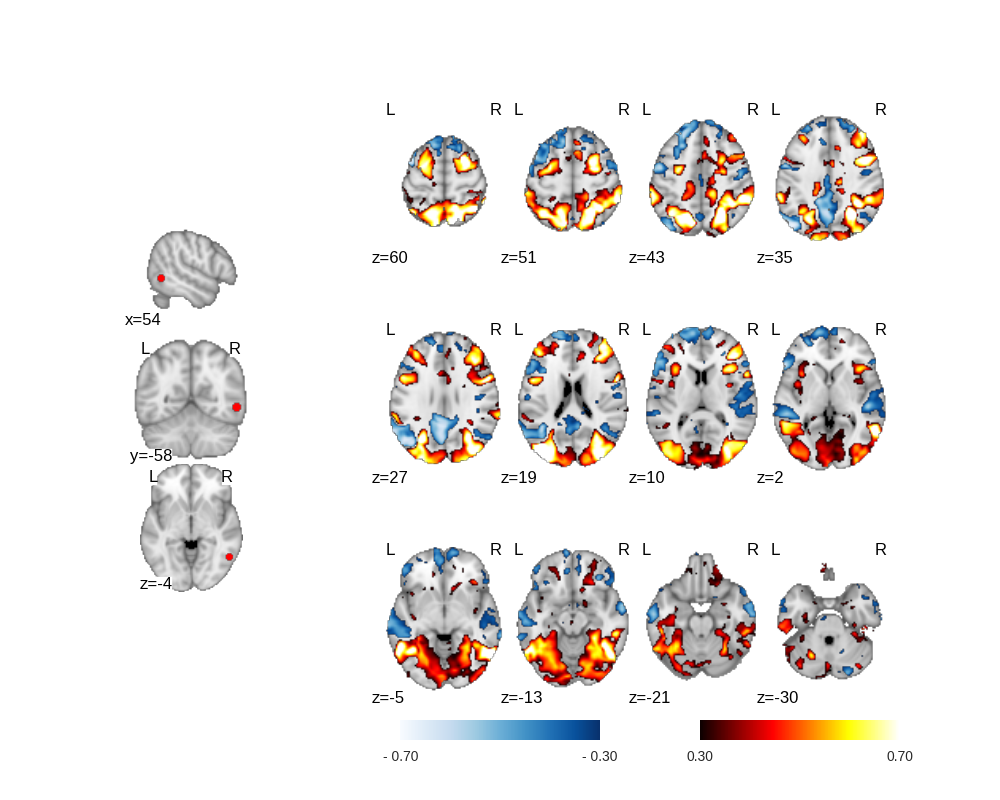 L R L R L R L R
z=60 z=51 z=43 z=35
x=54
L R L R L R L R
L R
z=27 z=19 z=10 z=2
y=-58
L R
L R L R L R L R
z=-4
z=-5 z=-13 z=-21 z=-30
- 0.70 - 0.30 0.30 0.70